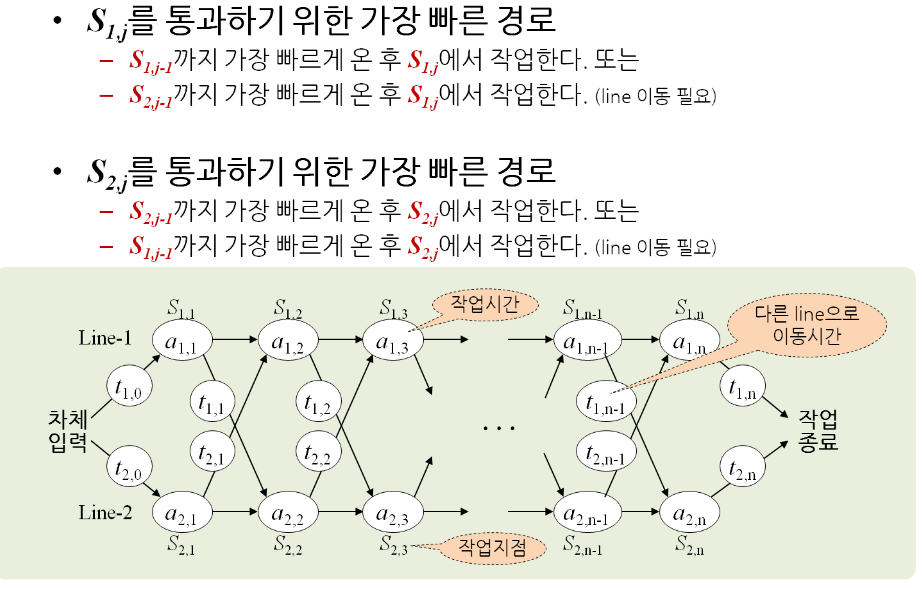 • S1,j를 통과하기 위한 가장 빠른 경로
– S1,j-1까지 가장 빠르게 온 후 S1,j에서 작업한다. 또는
– S2,j-1까지 가장 빠르게 온 후 S1,j에서 작업한다. (line 이동 필요)
• S2,j를 통과하기 위한 가장 빠른 경로
– S2,j-1까지 가장 빠르게 온 후 S2,j에서 작업한다. 또는
– S1,j-1까지 가장 빠르게 온 후 S2,j에서 작업한다. (line 이동 필요)
S1,1 S1,2 S1,3 작업시간 S1,n-1 S1,n
다른 line으로
이동시간
Line-1 a1,1 a1,2 a1,3 a1,n-1 a1,n
t1,0 t1,1 t1,2 t1,n-1 t1,n
차체
입력
...
작업
종료
t2,0 t2,1 t2,2 t2,n-1 t2,n
Line-2 a2,1 a2,2 a2,3 a2,n-1 a2,n
S2,1 S2,2 S2,3 작업지점 S2,n-1 S2,n